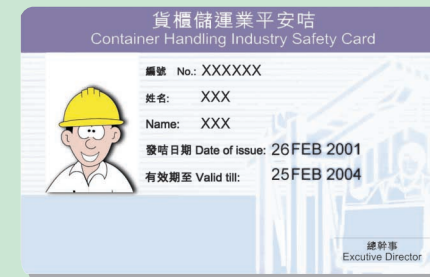 貨櫃儲運業平安咭
Container Handling Industry Safety Card
編號 No.: XXXXXX
姓名: XXX
Name: XXX
發咭日期 Date of issue: 26 FEB 2001
有效期至 Valid till: 25 FEB 2004
總幹事
Excutive Director